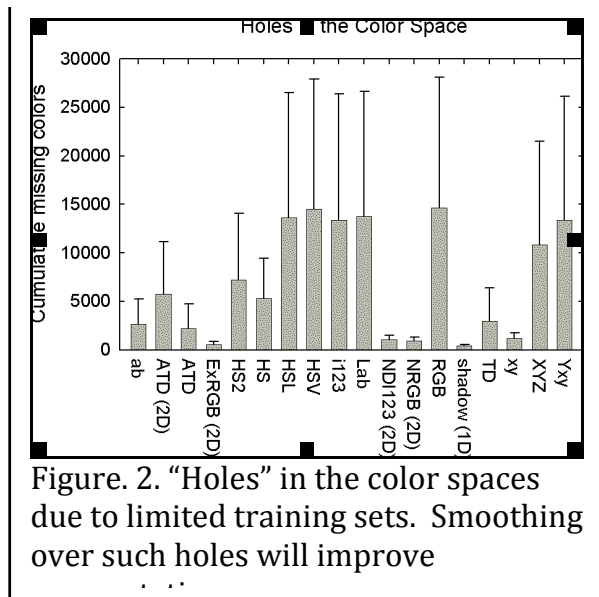 Holes the Color Space
Cumulative missing colors
30000
25000
20000
15000
10000
5000
0
ab
ATD (2D)
ATD
ExRGB (2D)
HS2
HS
HSL
HSV
i123
Lab
NDI123 (2D)
NRGB (2D)
RGB
shadow (1D)
TD
xy
XYZ
Yxy
Figure. 2. “Holes” in the color spaces
due to limited training sets. Smoothing
over such holes will improve